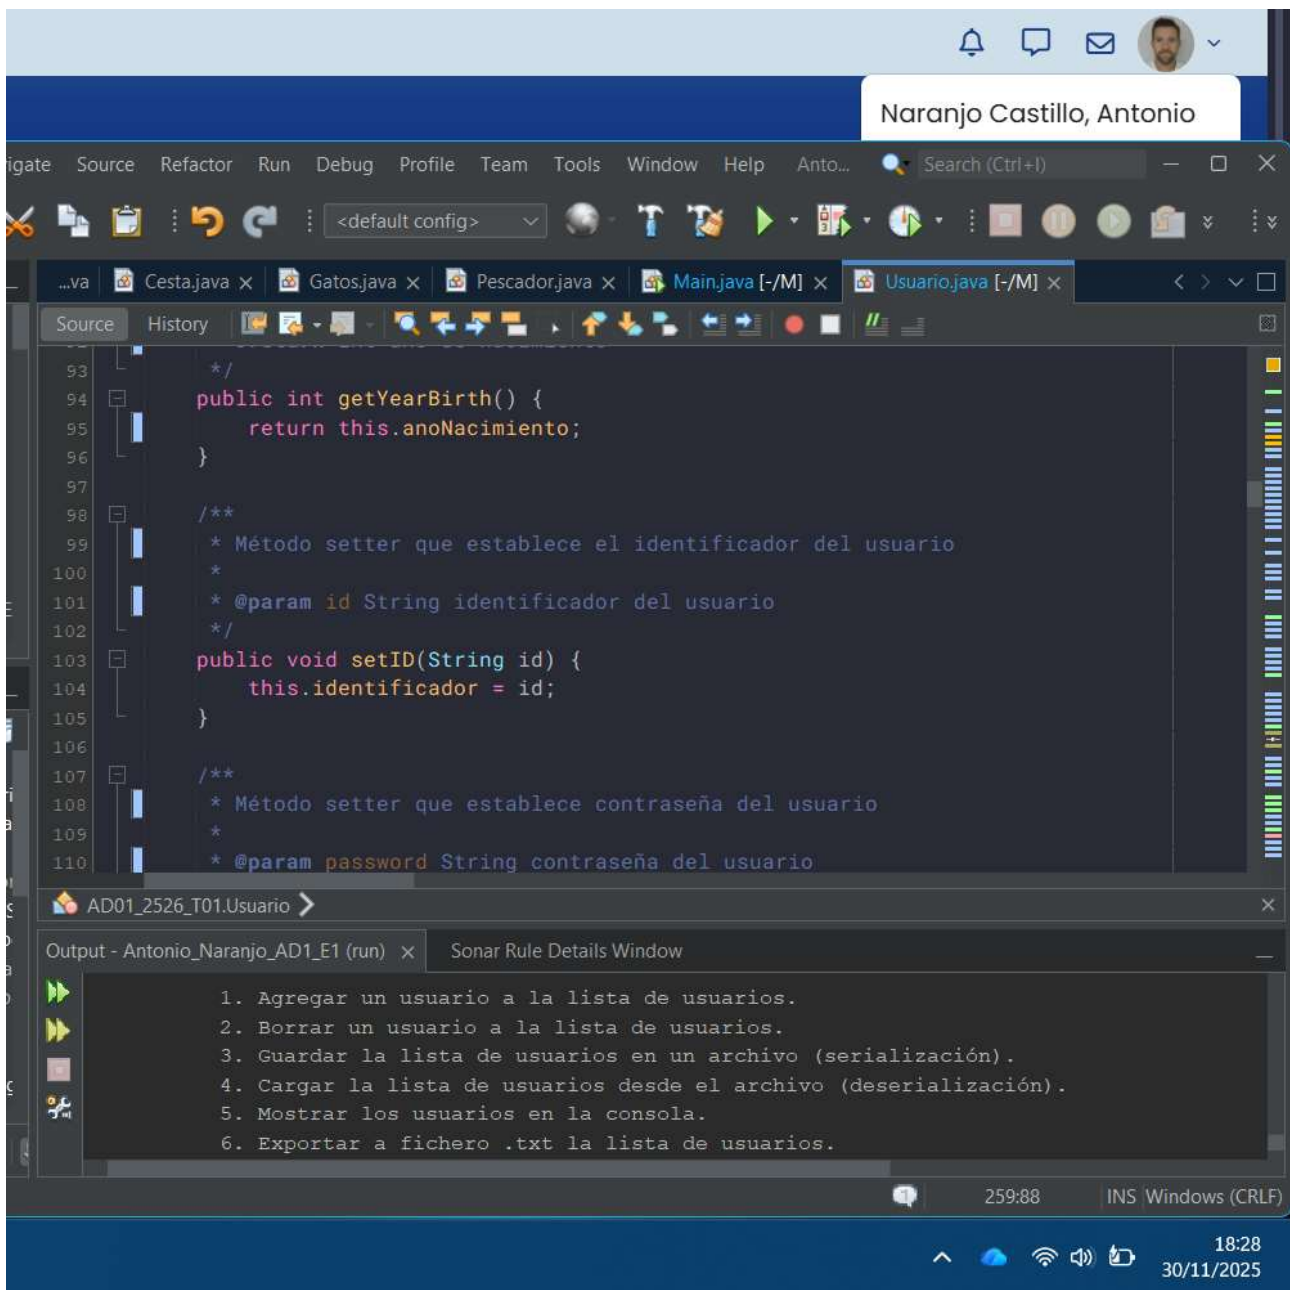 Naranjo Castillo, Antonio
Source Refactor Run Debug Profile Team Tools Window Help Anto... Search (Ctrl+I)
<default config>
...va Cesta.java Gatos.java Pescador.java Main.java [-/M] Usuario.java [-/M]
Source History
93 */
94 public int getYearBirth() {
95 return this.anoNacimiento;
96 }
97
98 /**
99 * Método setter que establece el identificador del usuario
100 *
101 * @param id String identificador del usuario
102 */
103 public void setID(String id) {
104 this.identificador = id;
105 }
106
107 /**
108 * Método setter que establece contraseña del usuario
109 *
110 * @param password String contraseña del usuario
AD01_2526_T01.Usuario
Output - Antonio_Naranjo_AD1_E1 (run) Sonar Rule Details Window
1. Agregar un usuario a la lista de usuarios.
2. Borrar un usuario a la lista de usuarios.
3. Guardar la lista de usuarios en un archivo (serialización).
4. Cargar la lista de usuarios desde el archivo (deserialización).
5. Mostrar los usuarios en la consola.
6. Exportar a fichero .txt la lista de usuarios.
1 259:88 INS Windows (CRLF)
18:28
30/11/2025